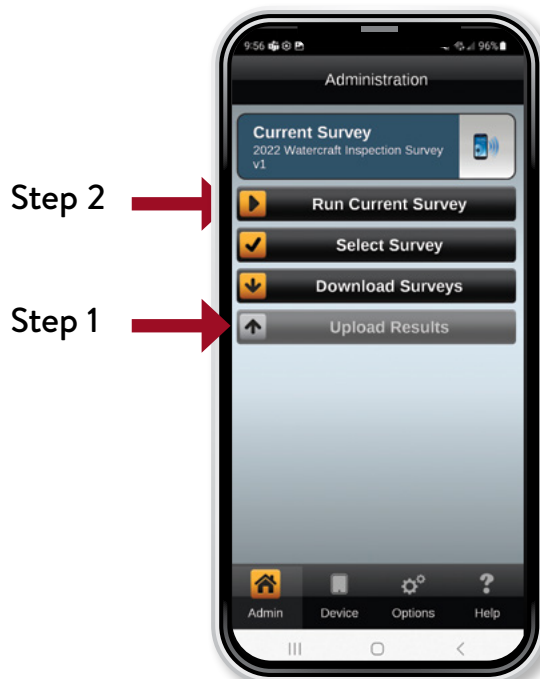 9:56
96%
Administration
Current Survey
2022 Watercraft Inspection Survey
v1
Step 2
Run Current Survey
Select Survey
Download Surveys
Step 1
Upload Results
Admin Device Options Help